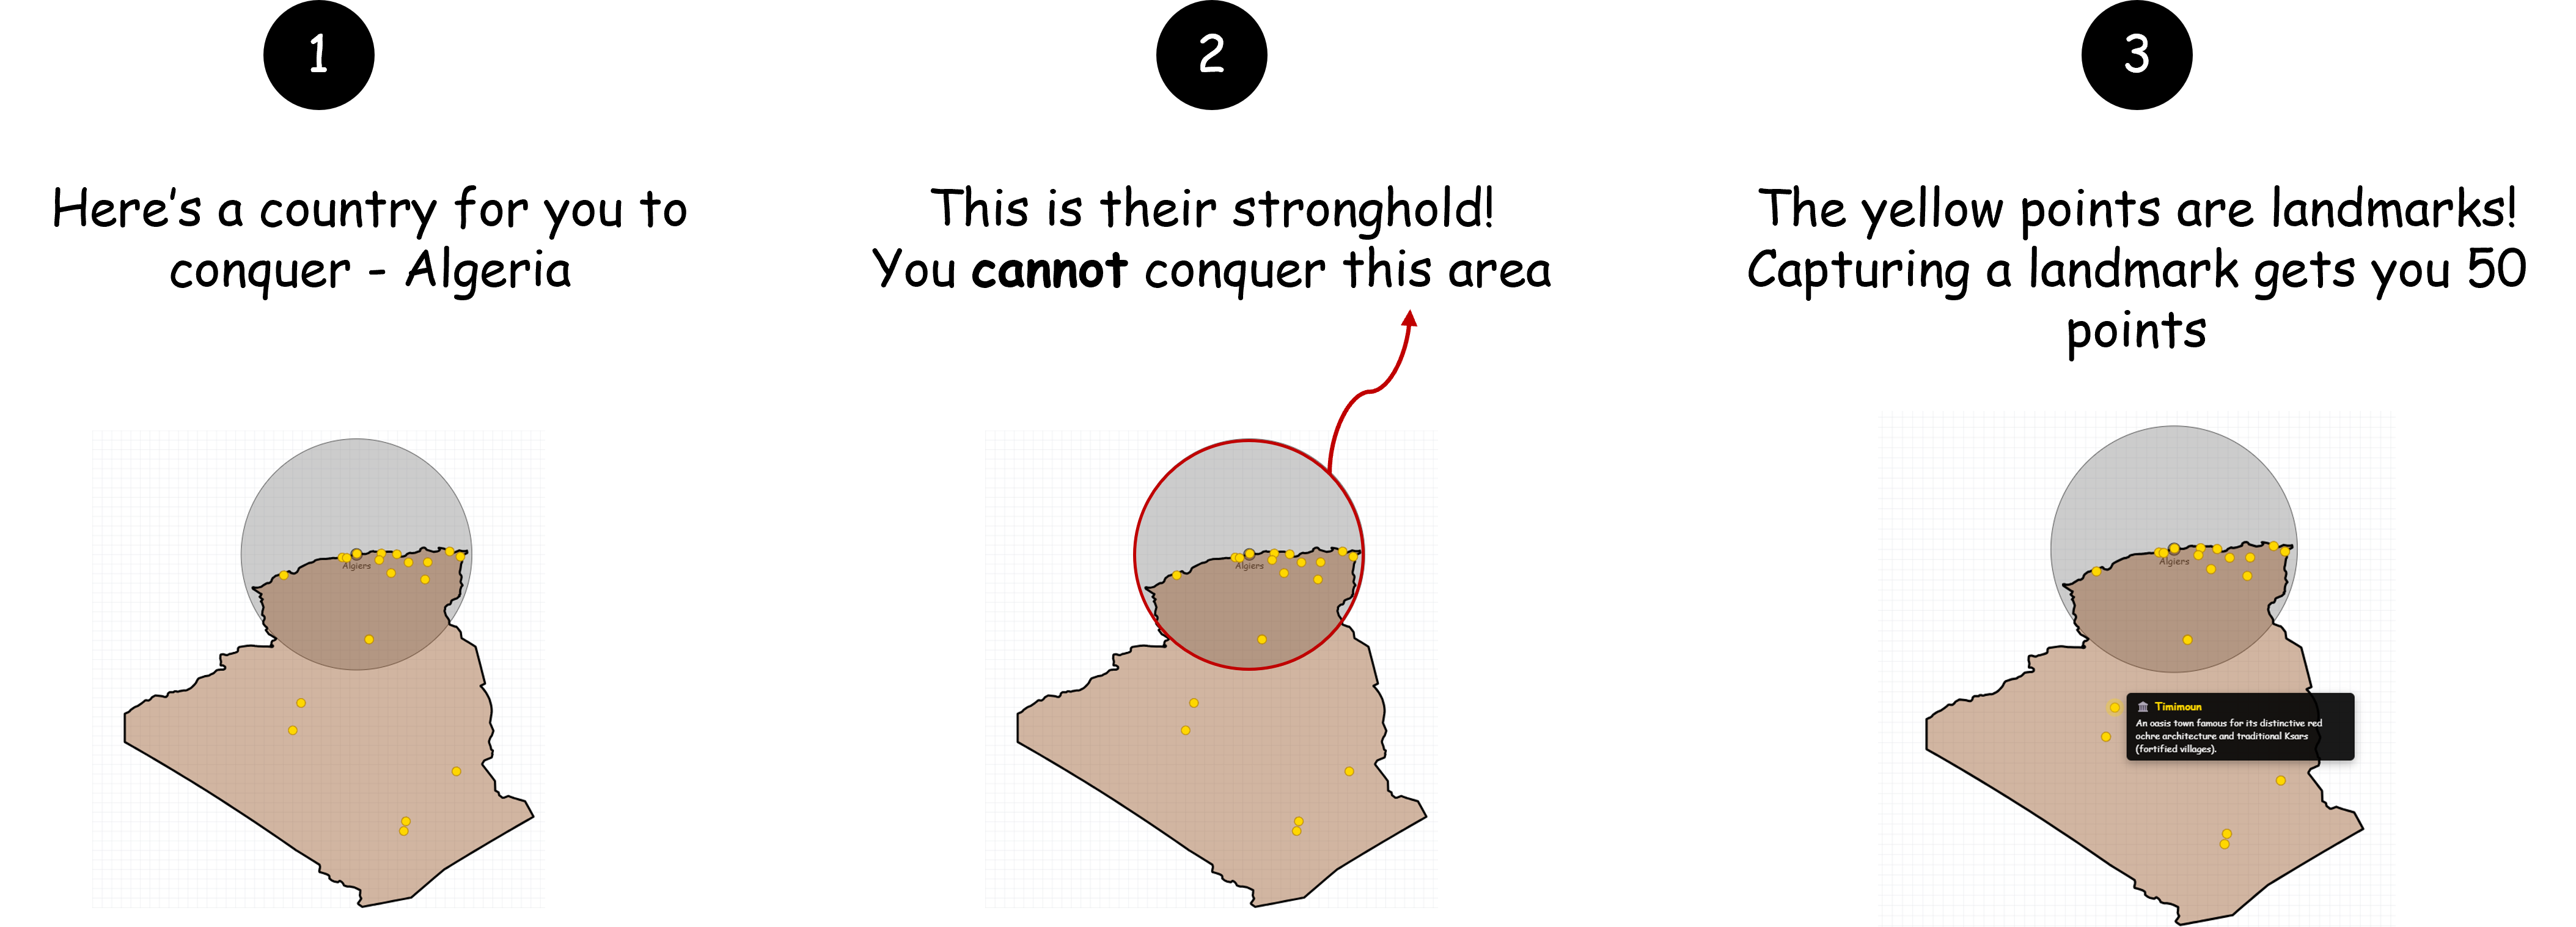 1
Here's a country for you to
conquer - Algeria
Algiers
2
This is their stronghold!
You cannot conquer this area
Algiers
3
The yellow points are landmarks!
Capturing a landmark gets you 50
points
Algiers
Timimoun
An oasis town famous for its distinctive red
ochre architecture and traditional Ksars
(fortified villages).